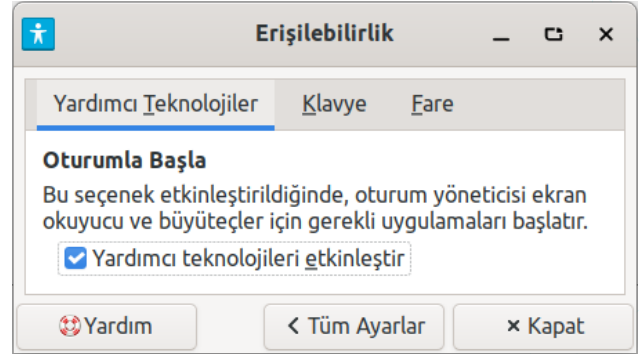 Erişilebilirlik
Yardımcı Teknolojiler Klavye Fare
Oturumla Başla
Bu seçenek etkinleştirildiğinde, oturum yöneticisi ekran
okuyucu ve büyüteçler için gerekli uygulamaları başlatır.
Yardımcı teknolojileri etkinleştir
Yardım < Tüm Ayarlar × Kapat